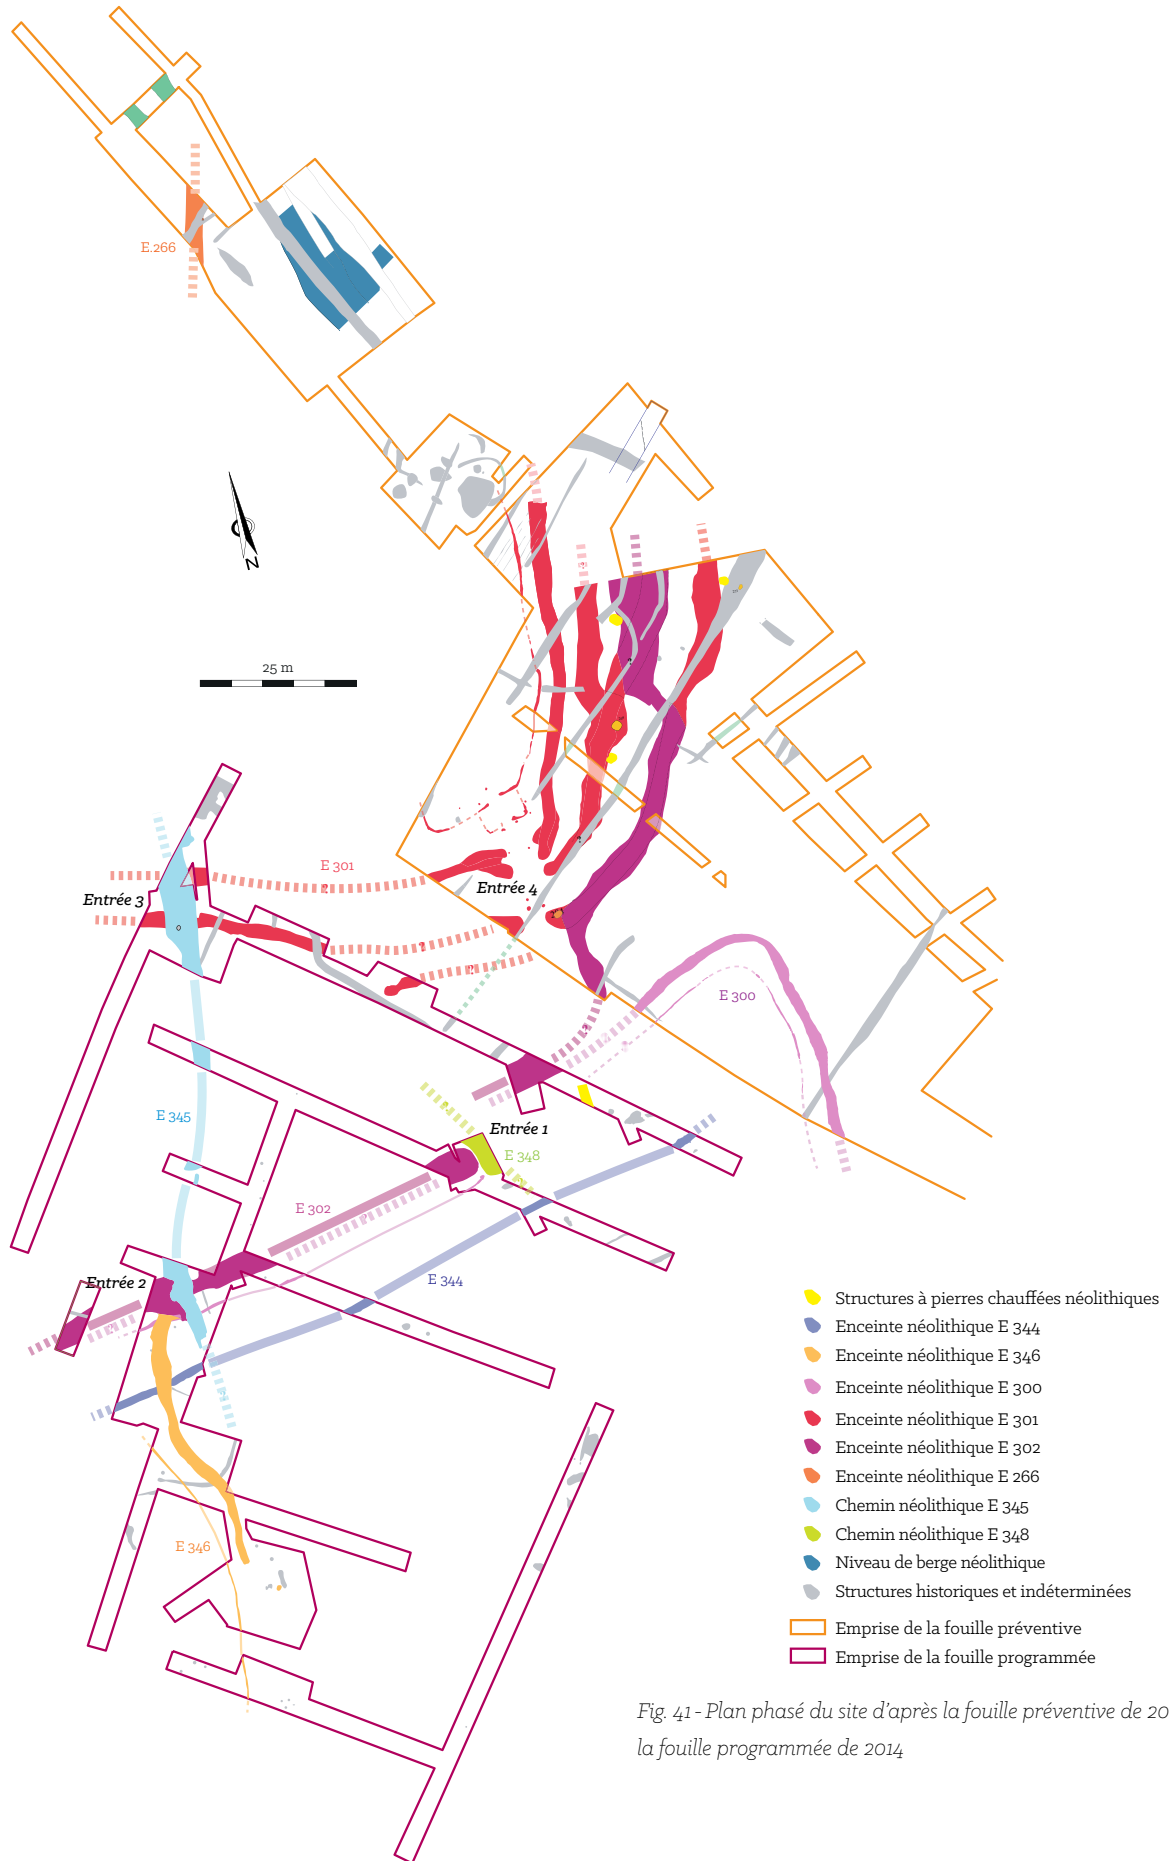 E.266
N
25 m
E 301
Entrée 3
Entrée 4
E 300
E 345
Entrée 1
E 348
E 302
Entrée 2
E 344
E 346
Structures à pierres chauffées néolithiques
Enceinte néolithique E 344
Enceinte néolithique E 346
Enceinte néolithique E 300
Enceinte néolithique E 301
Enceinte néolithique E 302
Enceinte néolithique E 266
Chemin néolithique E 345
Chemin néolithique E 348
Niveau de berge néolithique
Structures historiques et indéterminées
Emprise de la fouille préventive
Emprise de la fouille programmée
Fig. 41 - Plan phasé du site d'après la fouille préventive de 20
la fouille programmée de 2014